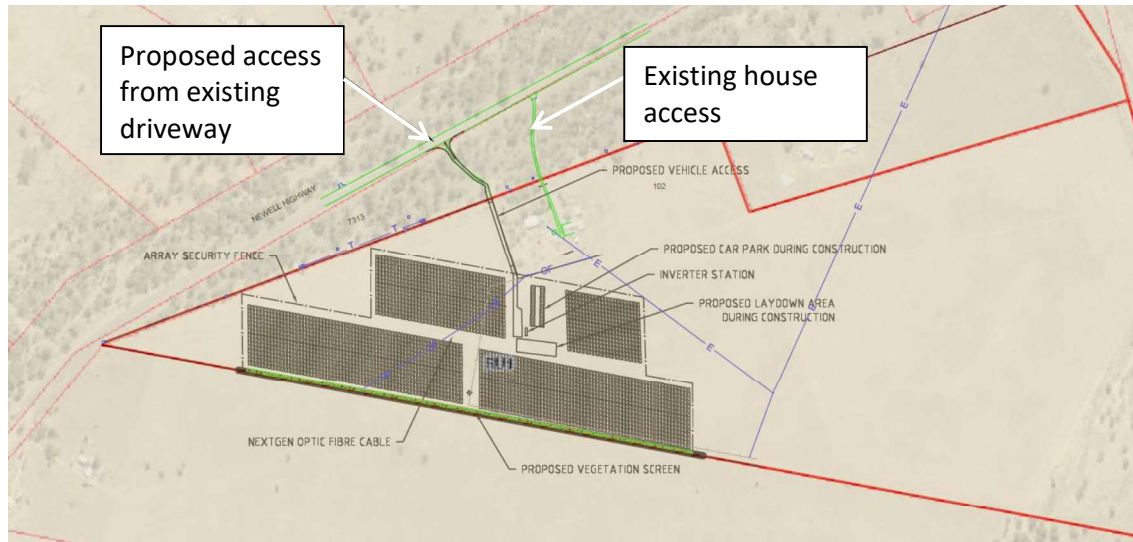 Proposed access
from existing
driveway
Existing house
access
PROPOSED VEHICLE ACCESS
102
NEWELL HIGHWAY
7313
ARRAY SECURITY FENCE
PROPOSED CAR PARK DURING CONSTRUCTION
INVERTER STATION
PROPOSED LAYDOWN AREA
DURING CONSTRUCTION
NEXTGEN OPTIC FIBRE CABLE
PROPOSED VEGETATION SCREEN
E
E
E
E
E
T
T
OF